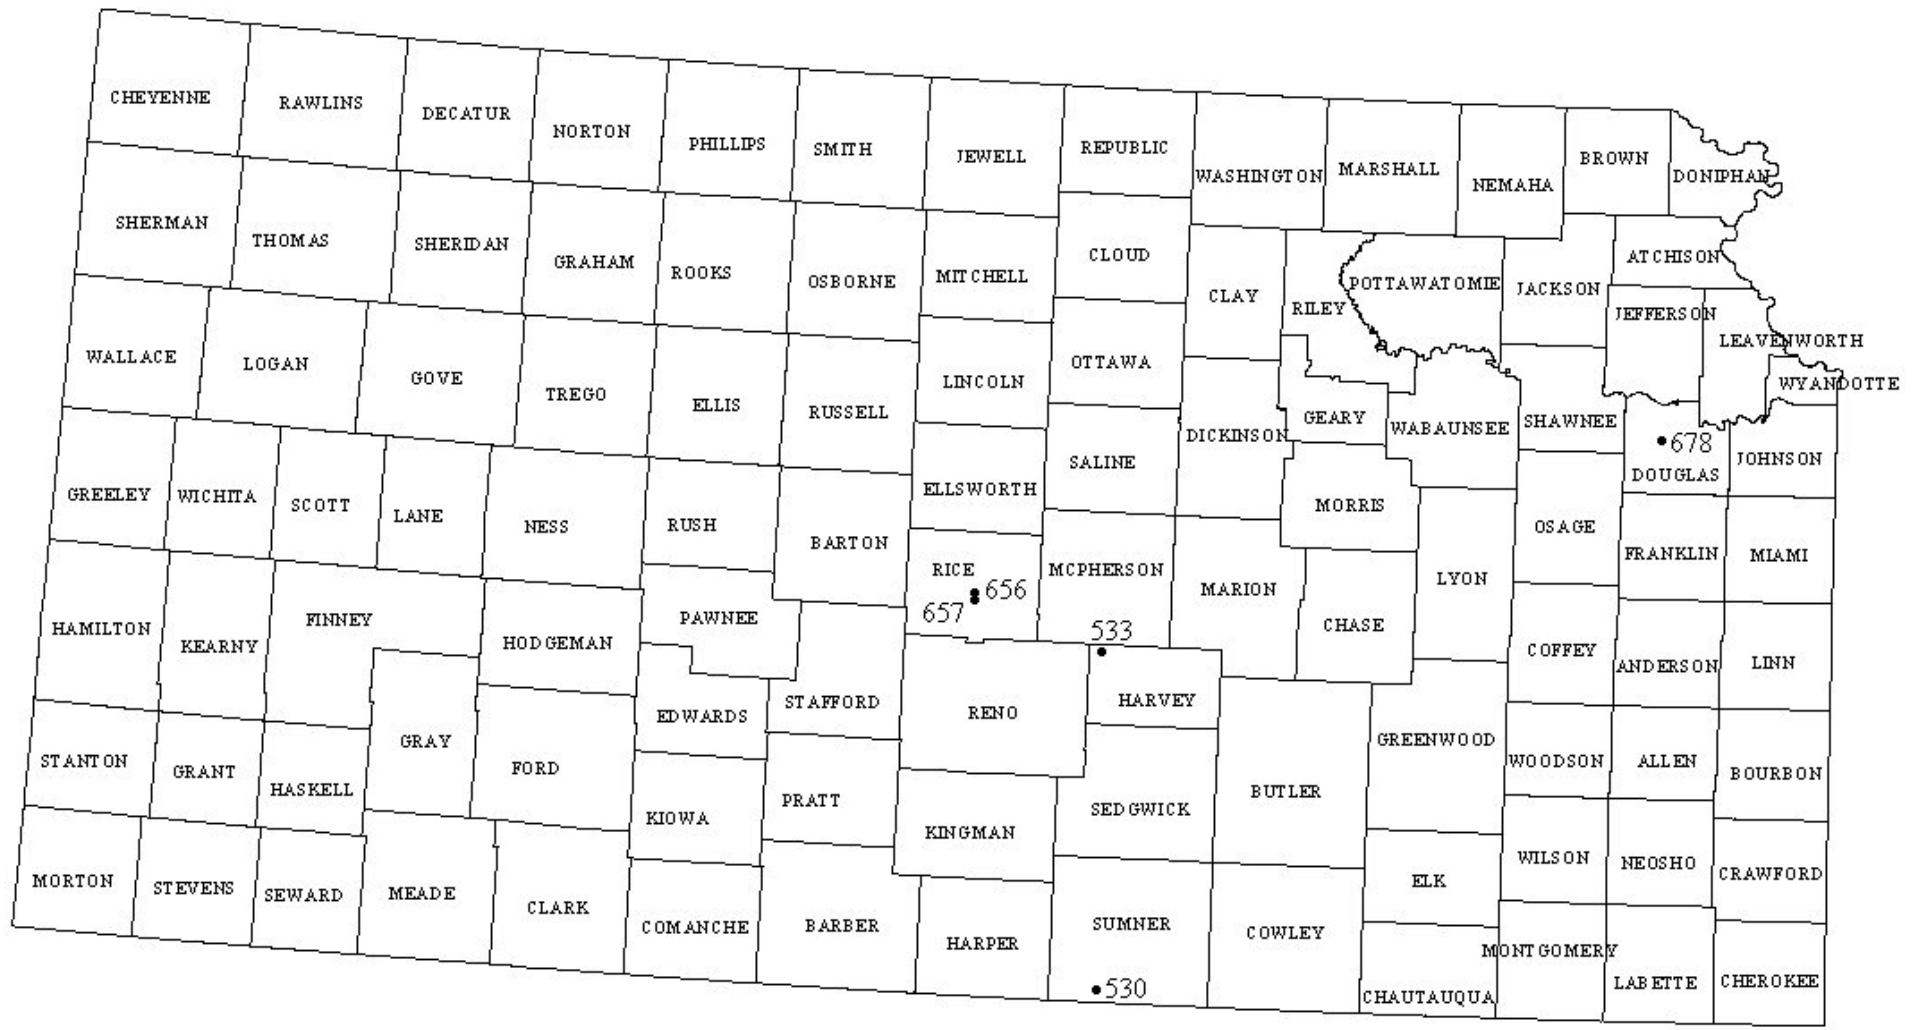 CHEYENNE
RAWLINS
DECATUR
NORTON
PHILLIPS
SMITH
JEWELL
REPUBLIC
WASHINGTON
MARSHALL
NEMAHA
BROWN
DONIPHAN
SHERMAN
THOMAS
SHERIDAN
GRAHAM
ROOKS
OSBORNE
MITCHELL
CLOUD
CLAY
RILEY
POTTAWATOMIE
JACKSON
ATCHISON
JEFFERSON
LEAVENWORTH
WYANDOTTE
WALLACE
LOGAN
GOVE
TREGO
ELLIS
RUSSELL
LINCOLN
OTTAWA
DICKINSON
GEARY
WABAUNSEE
SHAWNEE
678
DOUGLAS
JOHNSON
GREELEY
WICHITA
SCOTT
LANE
NESS
RUSH
BARTON
ELLSWORTH
SALINE
MORRIS
OSAGE
FRANKLIN
MIAMI
HAMILTON
KEARNY
FINNEY
HODGEMAN
PAWNEE
RICE
656
657
MCPHERSON
533
MARION
CHASE
LYON
COFFEY
ANDERSON
LINN
STANTON
GRANT
HASKELL
GRAY
FORD
EDWARDS
STAFFORD
RENO
HARVEY
GREENWOOD
WOODSON
ALLEN
BOURBON
KIOWA
PRATT
KINGMAN
SEDGWICK
BUTLER
ELK
WILSON
NEOSHO
CRAWFORD
MORTON
STEVENS
SEWARD
MEADE
CLARK
COMANCHE
BARBER
HARPER
SUMNER
530
COWLEY
CHAUTAUQUA
MONTGOMERY
LABETTE
CHEROKEE